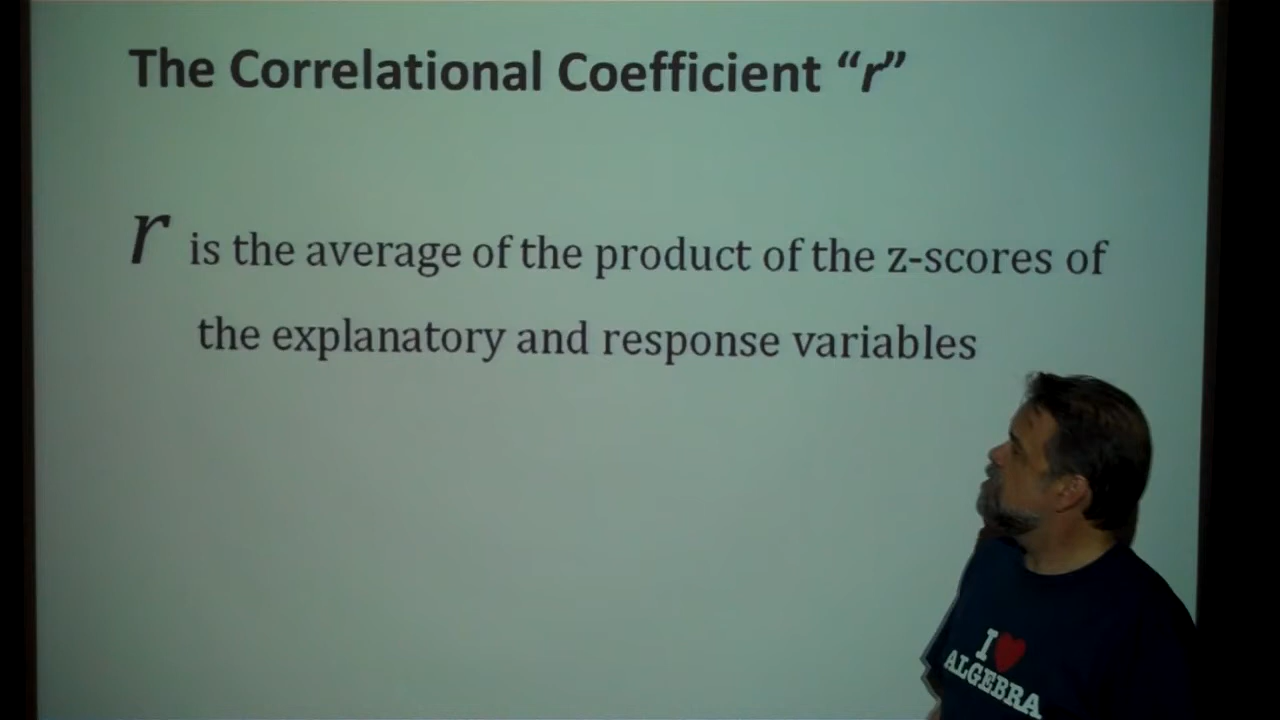 The Correlational Coefficient “r”
r is the average of the product of the z-scores of
the explanatory and response variables
I ❤
ALGEBRA